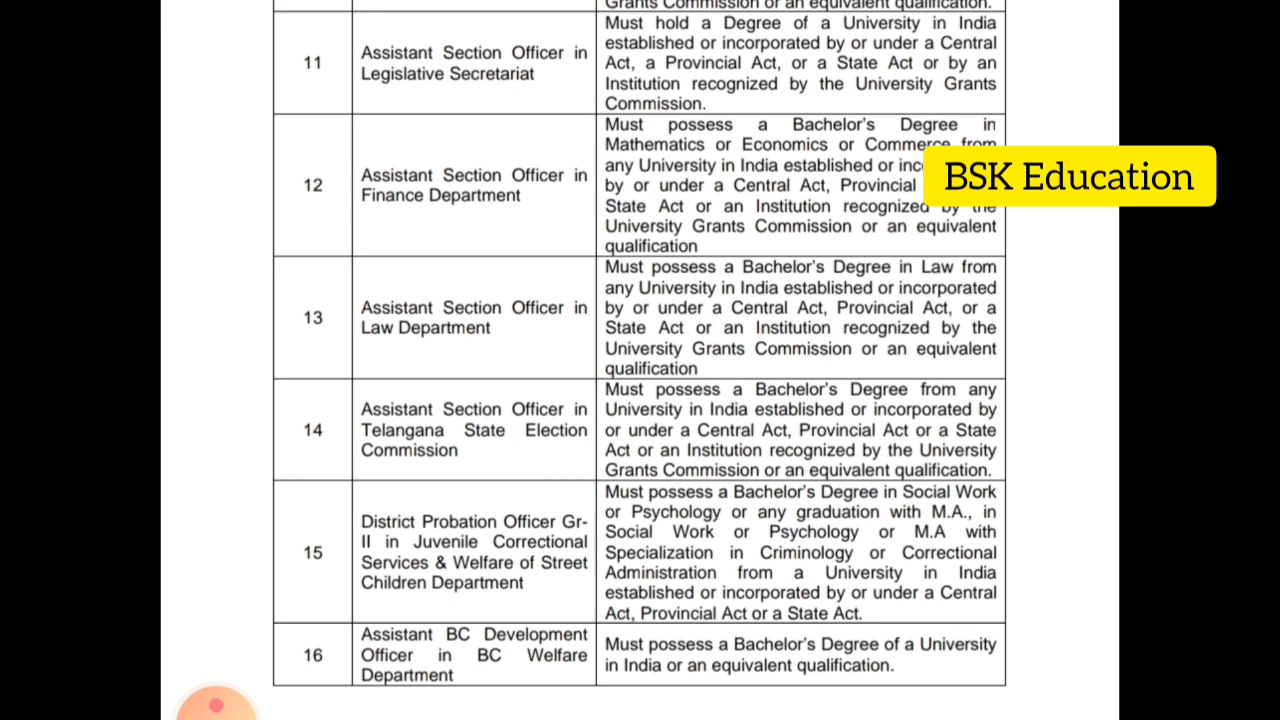 Grants Commission or an equivalent qualification.
11
Assistant Section Officer in
Legislative Secretariat
Must hold a Degree of a University in India
established or incorporated by or under a Central
Act, a Provincial Act, or a State Act or by an
Institution recognized by the University Grants
Commission.
12
Assistant Section Officer in
Finance Department
Must possess a Bachelor's Degree in
Mathematics or Economics or Commerce from
any University in India established or
by or under a Central Act, Provincial
State Act or an Institution recognized by the
University Grants Commission or an equivalent
qualification
BSK Education
13
Assistant Section Officer in
Law Department
Must possess a Bachelor's Degree in Law from
any University in India established or incorporated
by or under a Central Act, Provincial Act, or a
State Act or an Institution recognized by the
University Grants Commission or an equivalent
qualification
14
Assistant Section Officer in
Telangana State Election
Commission
Must possess a Bachelor's Degree from any
University in India established or incorporated by
or under a Central Act, Provincial Act or a State
Act or an Institution recognized by the University
Grants Commission or an equivalent qualification.
15
District Probation Officer Gr-
II in Juvenile Correctional
Services & Welfare of Street
Children Department
Must possess a Bachelor's Degree in Social Work
or Psychology or any graduation with M.A., in
Social Work or Psychology or M.A with
Specialization in Criminology or Correctional
Administration from a University in India
established or incorporated by or under a Central
Act, Provincial Act or a State Act.
16
Assistant BC Development
Officer in BC Welfare
Department
Must possess a Bachelor's Degree of a University
in India or an equivalent qualification.